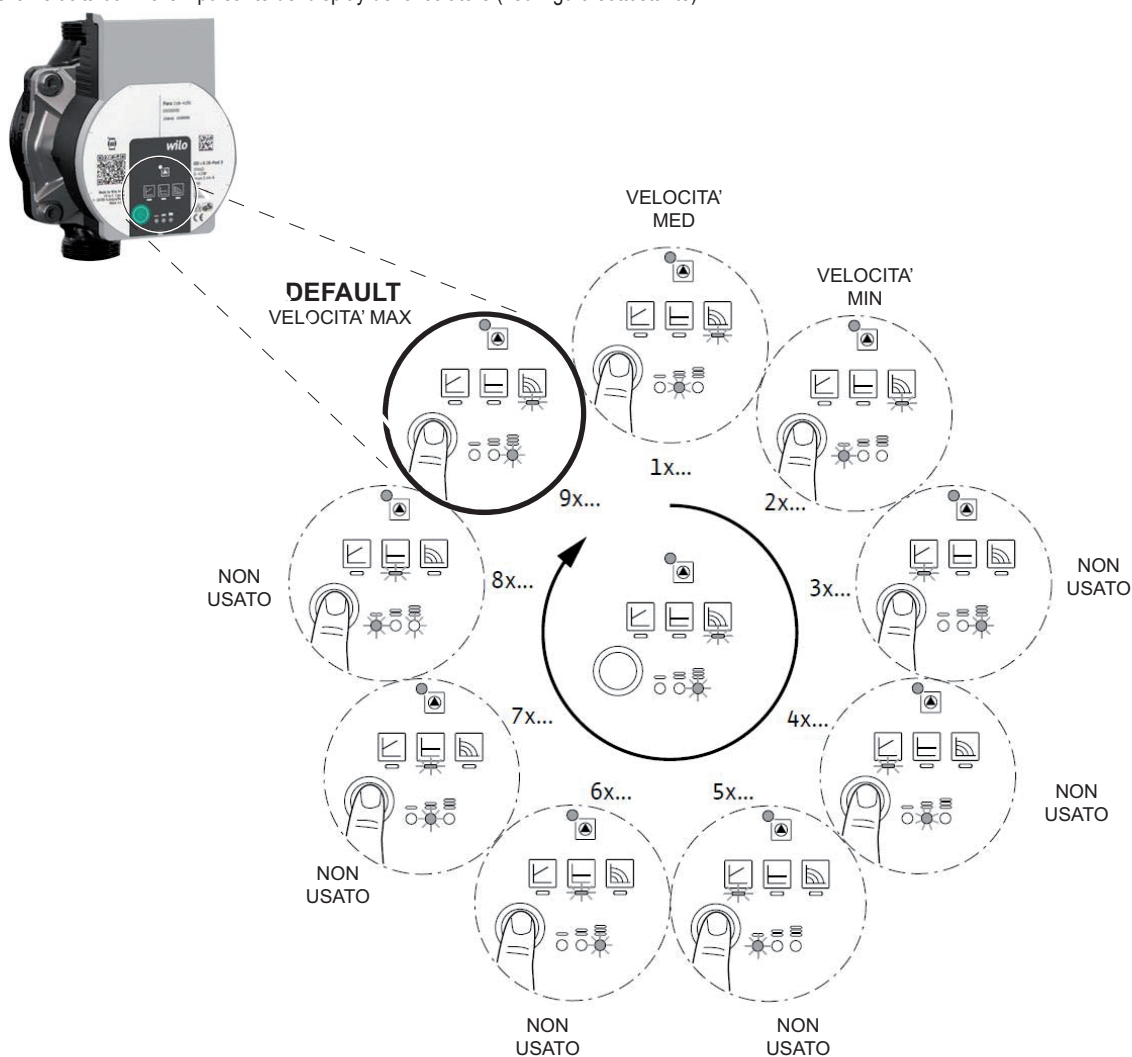 wilo
VELOCITA'
MED
VELOCITA'
MIN
DEFAULT
VELOCITA' MAX
1x...
9x...
2x...
NON
USATO
8x...
3x...
NON
USATO
7x...
4x...
NON
USATO
6x...
5x...
NON
USATO
NON
USATO
NON
USATO